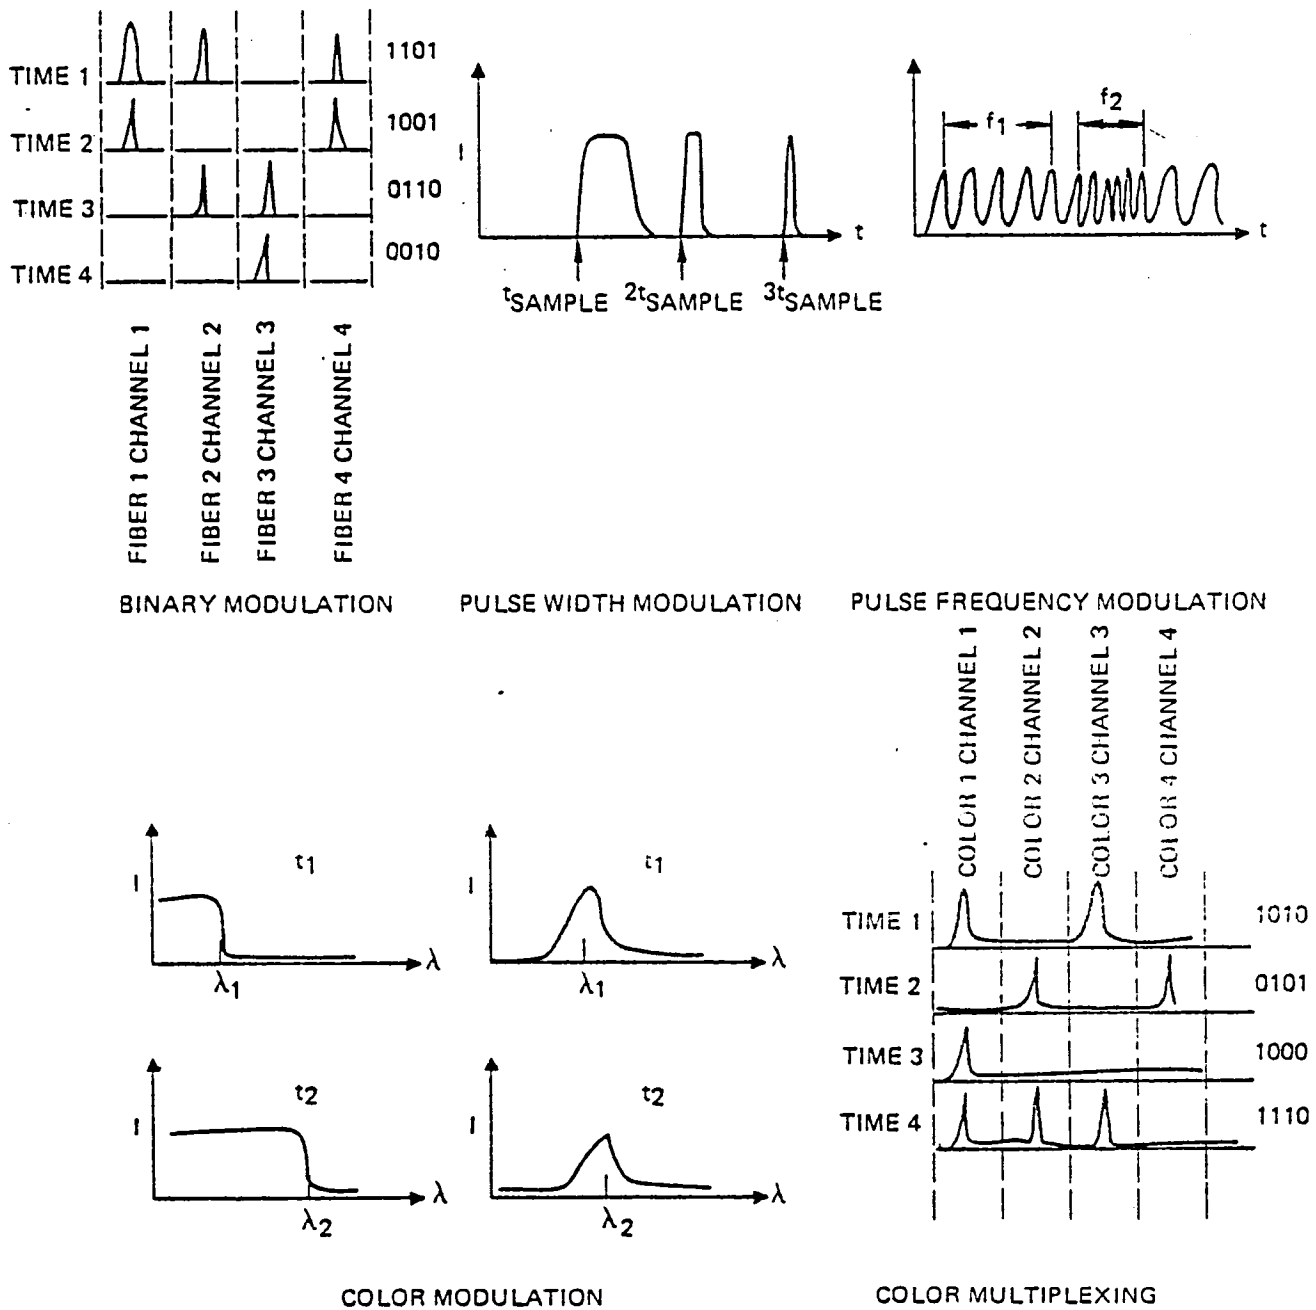 TIME 1
1101
TIME 2
1001
TIME 3
0110
TIME 4
0010
FIBER 1 CHANNEL 1
FIBER 2 CHANNEL 2
FIBER 3 CHANNEL 3
FIBER 4 CHANNEL 4
BINARY MODULATION
I
t
tSAMPLE
2tSAMPLE
3tSAMPLE
PULSE WIDTH MODULATION
f1
f2
t
PULSE FREQUENCY MODULATION
I
t1
λ
λ1
I
t1
λ
λ1
I
t2
λ
λ2
I
t2
λ
λ2
COLOR MODULATION
COLOR 1 CHANNEL 1
COLOR 2 CHANNEL 2
COLOR 3 CHANNEL 3
COLOR 4 CHANNEL 4
TIME 1
1010
TIME 2
0101
TIME 3
1000
TIME 4
1110
COLOR MULTIPLEXING